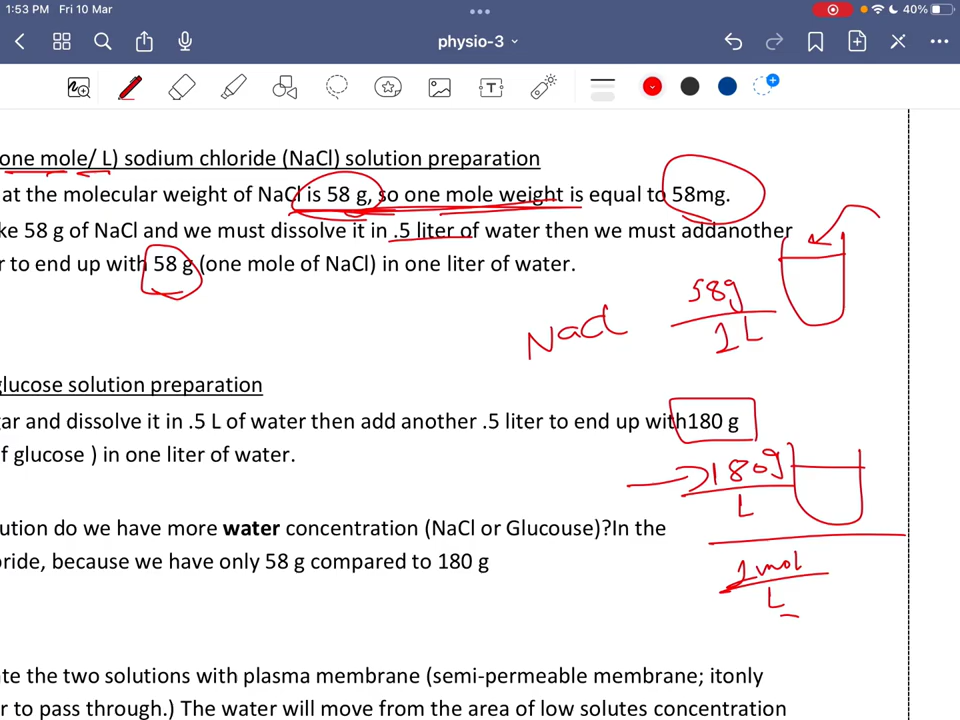 1:53 PM Fri 10 Mar
40%
physio-3
T
one mole/ L) sodium chloride (NaCl) solution preparation
at the molecular weight of NaCl is 58 g, so one mole weight is equal to 58mg.
ke 58 g of NaCl and we must dissolve it in .5 liter of water then we must addanother
r to end up with 58 g (one mole of NaCl) in one liter of water.
NaCl
58g
1 L
glucose solution preparation
gar and dissolve it in .5 L of water then add another .5 liter to end up with180 g
f glucose ) in one liter of water.
180g
L
ution do we have more water concentration (NaCl or Glucouse)?In the
oride, because we have only 58 g compared to 180 g
1 mol
L
ate the two solutions with plasma membrane (semi-permeable membrane; itonly
r to pass through.) The water will move from the area of low solutes concentration